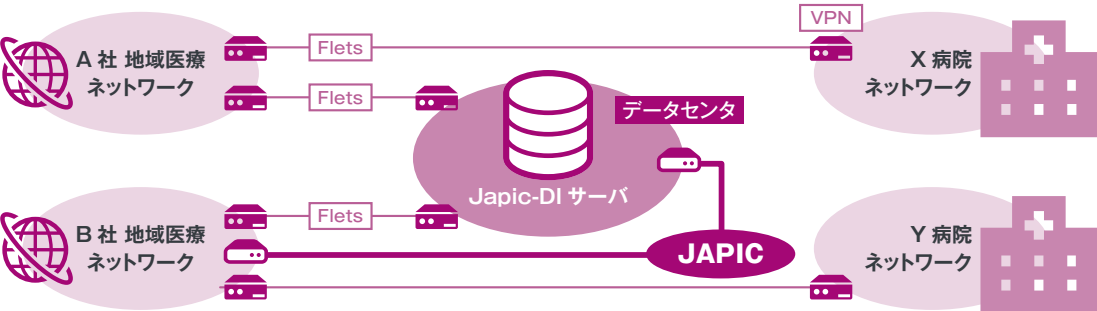 VPN
Flets
A 社 地域医療
ネットワーク
X 病院
ネットワーク
Flets
データセンタ
Japic-DI サーバ
Flets
B 社 地域医療
ネットワーク
JAPIC
Y 病院
ネットワーク